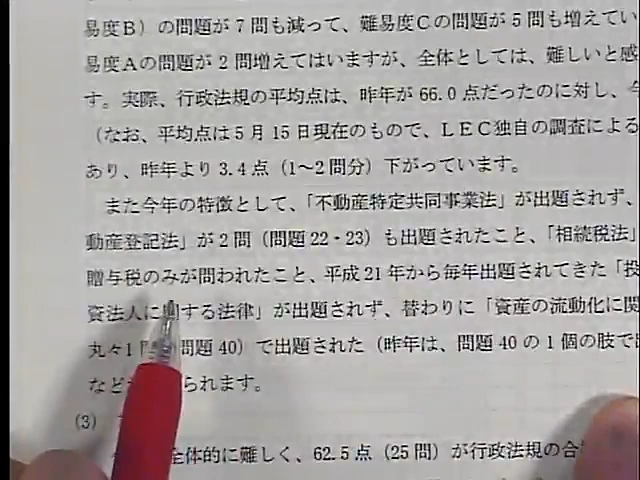 易度B）の問題が7問も減って、難易度Cの問題が5問も増えてい
易度Aの問題が2問増えてはいますが、全体としては、難しいと感
す。実際、行政法規の平均点は、昨年が66.0点だったのに対し、今
（なお、平均点は5月15日現在のもので、LEC独自の調査による
あり、昨年より3.4点（1～2問分）下がっています。
また今年の特徴として、「不動産特定共同事業法」が出題されず、
動産登記法」が2問（問題22・23）も出題されたこと、「相続税法」
贈与税のみが問われたこと、平成21年から毎年出題されてきた「投
資法人に関する法律」が出題されず、替わりに「資産の流動化に関
丸々1問 問題40）で出題された（昨年は、問題40の1個の肢で出
など られます。
(3)
全体的に難しく、62.5点（25問）が行政法規の合